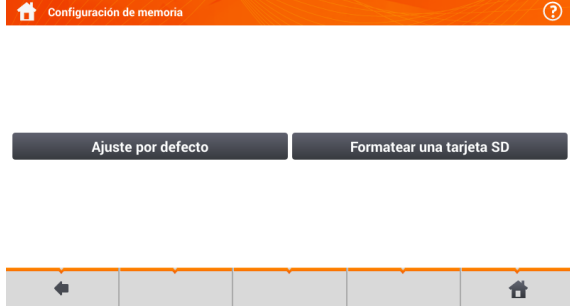 Configuración de memoria
Ajuste por defecto
Formatear una tarjeta SD